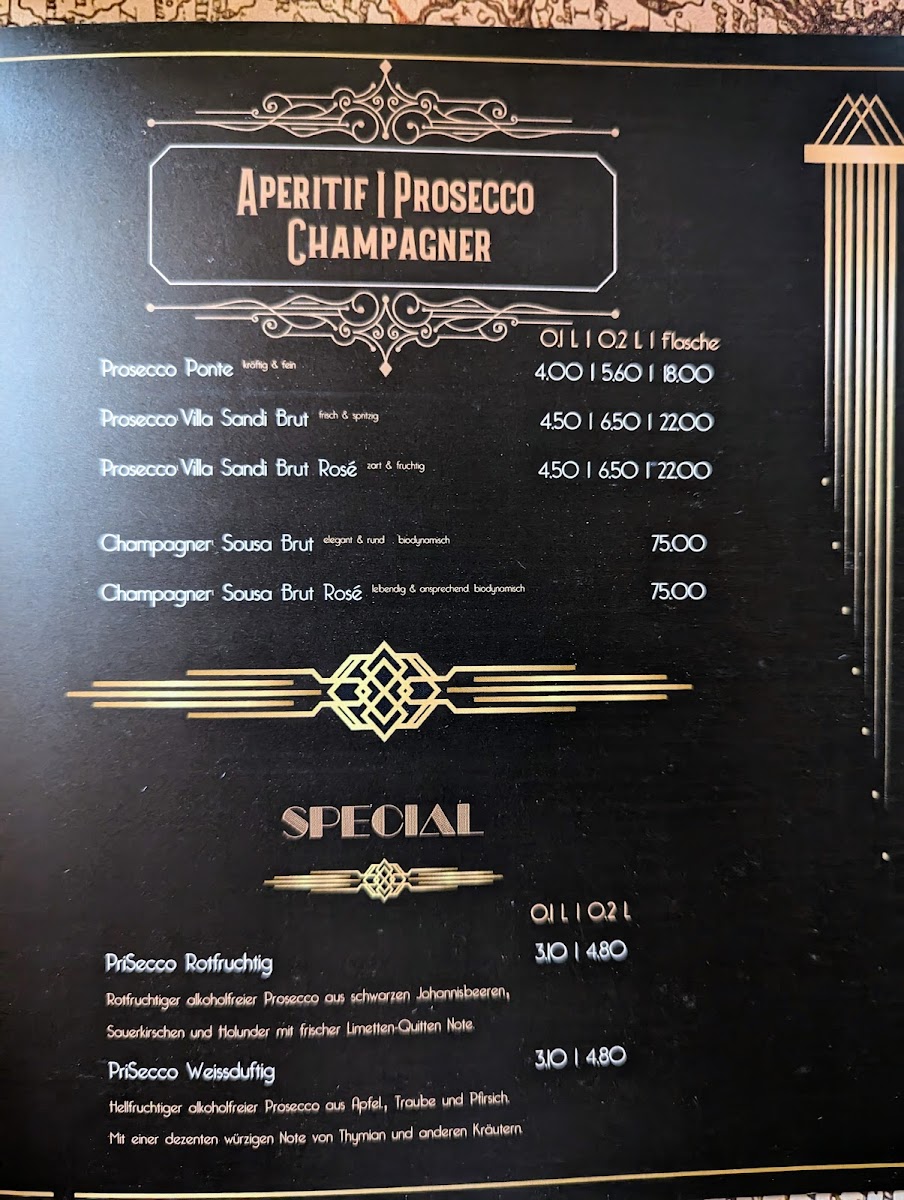 APERITIF | PROSECCO
CHAMPAGNER
0.1 L | 0.2 L | Flasche
Prosecco Ponte kräftig & fein 4.00 | 5.60 | 18.00
Prosecco Villa Sandi Brut frisch & spritzig 4.50 | 6.50 | 22.00
Prosecco Villa Sandi Brut Rosé zart & fruchtig 4.50 | 6.50 | 22.00
Champagner Sousa Brut elegant & rund biodynamisch 75.00
Champagner Sousa Brut Rosé lebendig & ansprechend biodynamisch 75.00
SPECIAL
0.1 L | 0.2 L
PriSecco Rotfruchtig 3.10 | 4.80
Rotfruchtiger alkoholfreier Prosecco aus schwarzen Johannisbeeren,
Sauerkirschen und Holunder mit frischer Limetten-Quitten Note.
PriSecco Weissduftig 3.10 | 4.80
Hellfruchtiger alkoholfreier Prosecco aus Apfel, Traube und Pfirsich.
Mit einer dezenten würzigen Note von Thymian und anderen Kräutern.